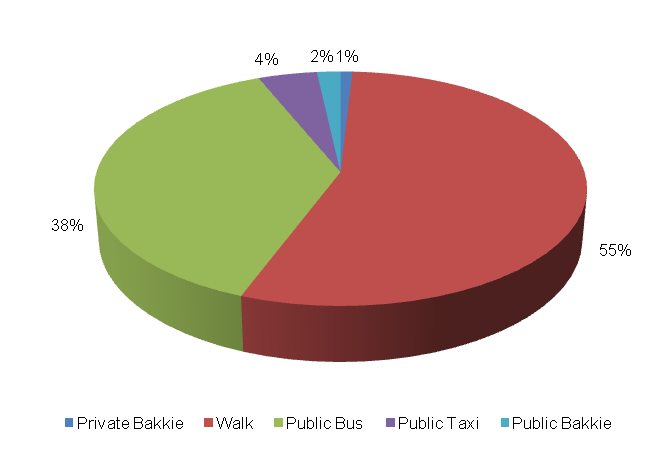 4%
2%
1%
38%
55%
Private Bakkie
Walk
Public Bus
Public Taxi
Public Bakkie